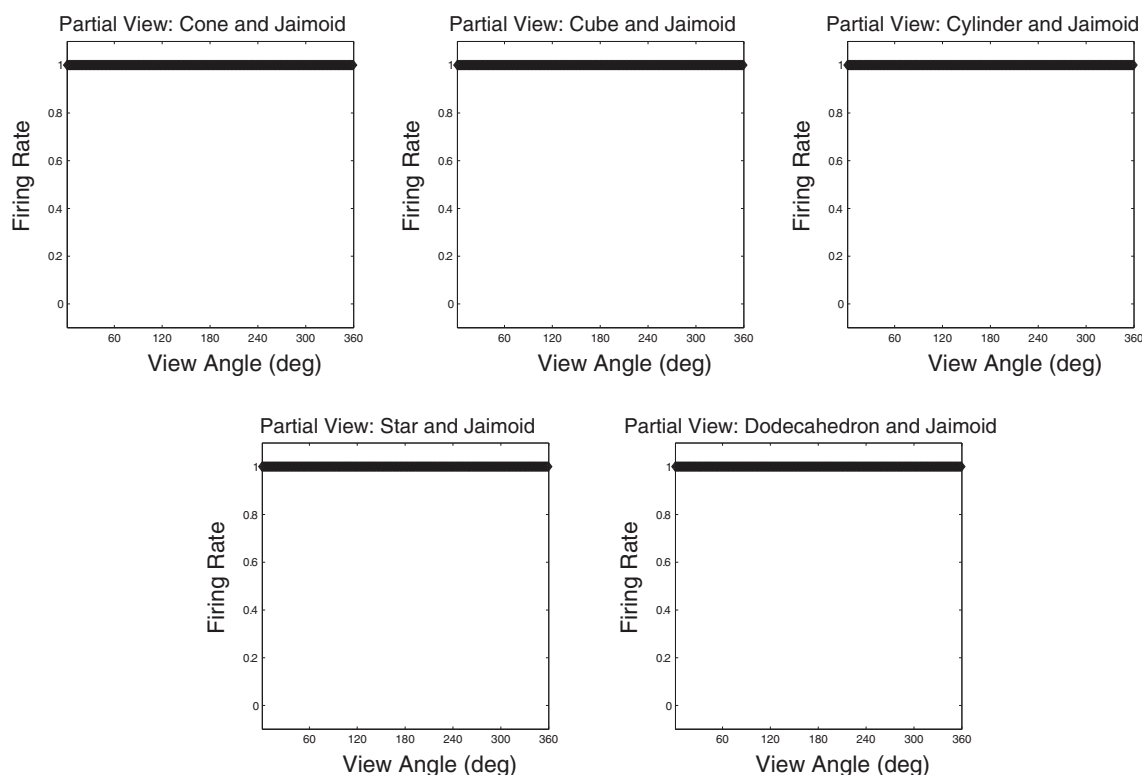 Partial View: Cone and Jaimoid
1
0.8
0.6
0.4
0.2
0
Firing Rate
60 120 180 240 300 360
View Angle (deg)
Partial View: Cube and Jaimoid
1
0.8
0.6
0.4
0.2
0
Firing Rate
60 120 180 240 300 360
View Angle (deg)
Partial View: Cylinder and Jaimoid
1
0.8
0.6
0.4
0.2
0
Firing Rate
60 120 180 240 300 360
View Angle (deg)
Partial View: Star and Jaimoid
1
0.8
0.6
0.4
0.2
0
Firing Rate
60 120 180 240 300 360
View Angle (deg)
Partial View: Dodecahedron and Jaimoid
1
0.8
0.6
0.4
0.2
0
Firing Rate
60 120 180 240 300 360
View Angle (deg)